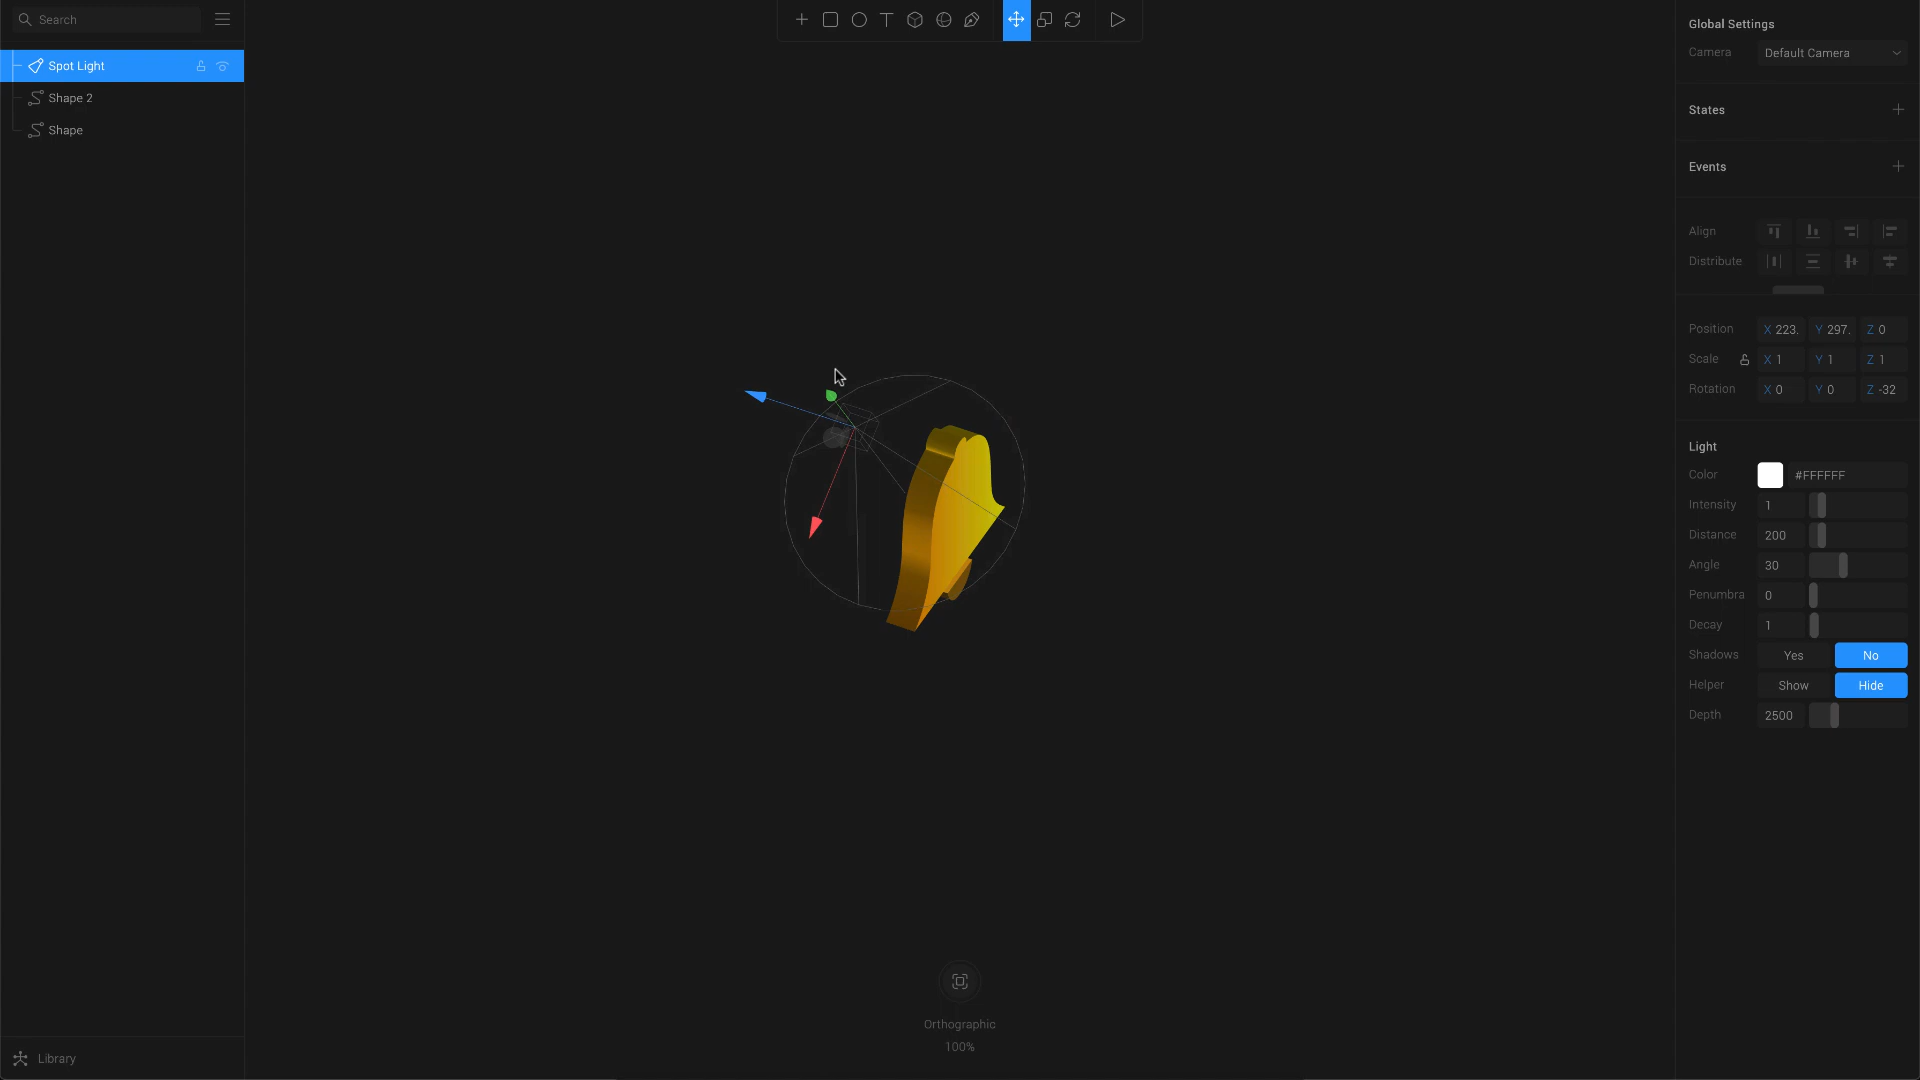 Search
Spot Light
Shape 2
Shape
Library
Orthographic
100%
Global Settings
Camera Default Camera
States
Events
Align
Distribute
Position X 223. Y 297. Z 0
Scale X 1 Y 1 Z 1
Rotation X 0 Y 0 Z -32
Light
Color #FFFFFF
Intensity 1
Distance 200
Angle 30
Penumbra 0
Decay 1
Shadows Yes No
Helper Show Hide
Depth 2500